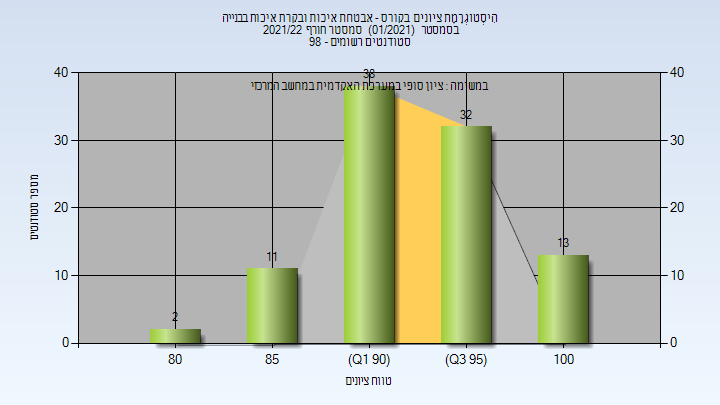 הִיסְטוֹגְרָמַת ציונים בקורס - אבטחת איכות ובקרת איכות בבנייה
בסמסטר (01/2021) סמסטר חורף 2021/22
סטודנטים רשומים - 98
במשימה : ציון סופי במערכת האקדמית במחשב המרכזי
מספר סטודנטים
40
30
20
10
0
40
30
20
10
0
2
11
38
32
13
80
85
(Q1 90)
(Q3 95)
100
טווח ציונים